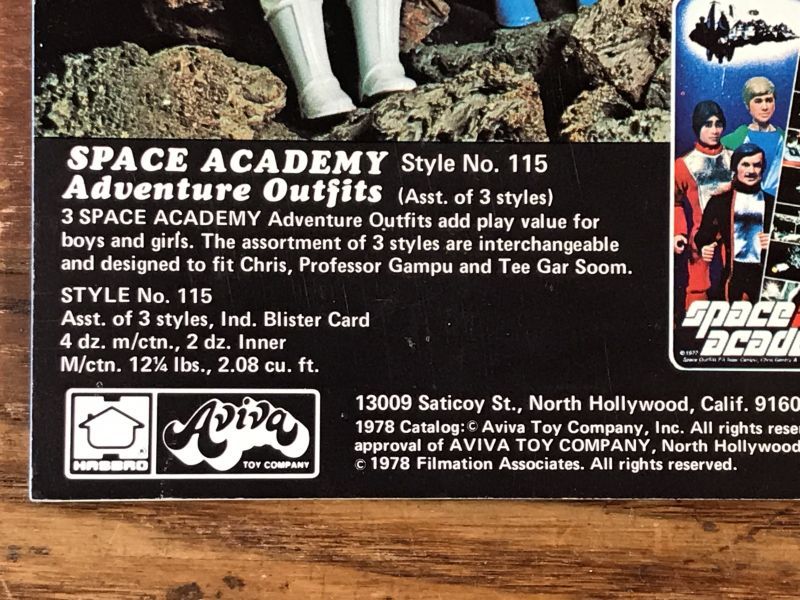 SPACE ACADEMY Style No. 115
Adventure Outfits (Asst. of 3 styles)
3 SPACE ACADEMY Adventure Outfits add play value for
boys and girls. The assortment of 3 styles are interchangeable
and designed to fit Chris, Professor Gampu and Tee Gar Soom.
STYLE No. 115
Asst. of 3 styles, Ind. Blister Card
4 dz. m/ctn., 2 dz. Inner
M/ctn. 12¼ lbs., 2.08 cu. ft.
HASBRO
Aviva
TOY COMPANY
13009 Saticoy St., North Hollywood, Calif. 9160
1978 Catalog: © Aviva Toy Company, Inc. All rights rese
approval of AVIVA TOY COMPANY, North Hollywood
© 1978 Filmation Associates. All rights reserved.
space
acade
© 1977